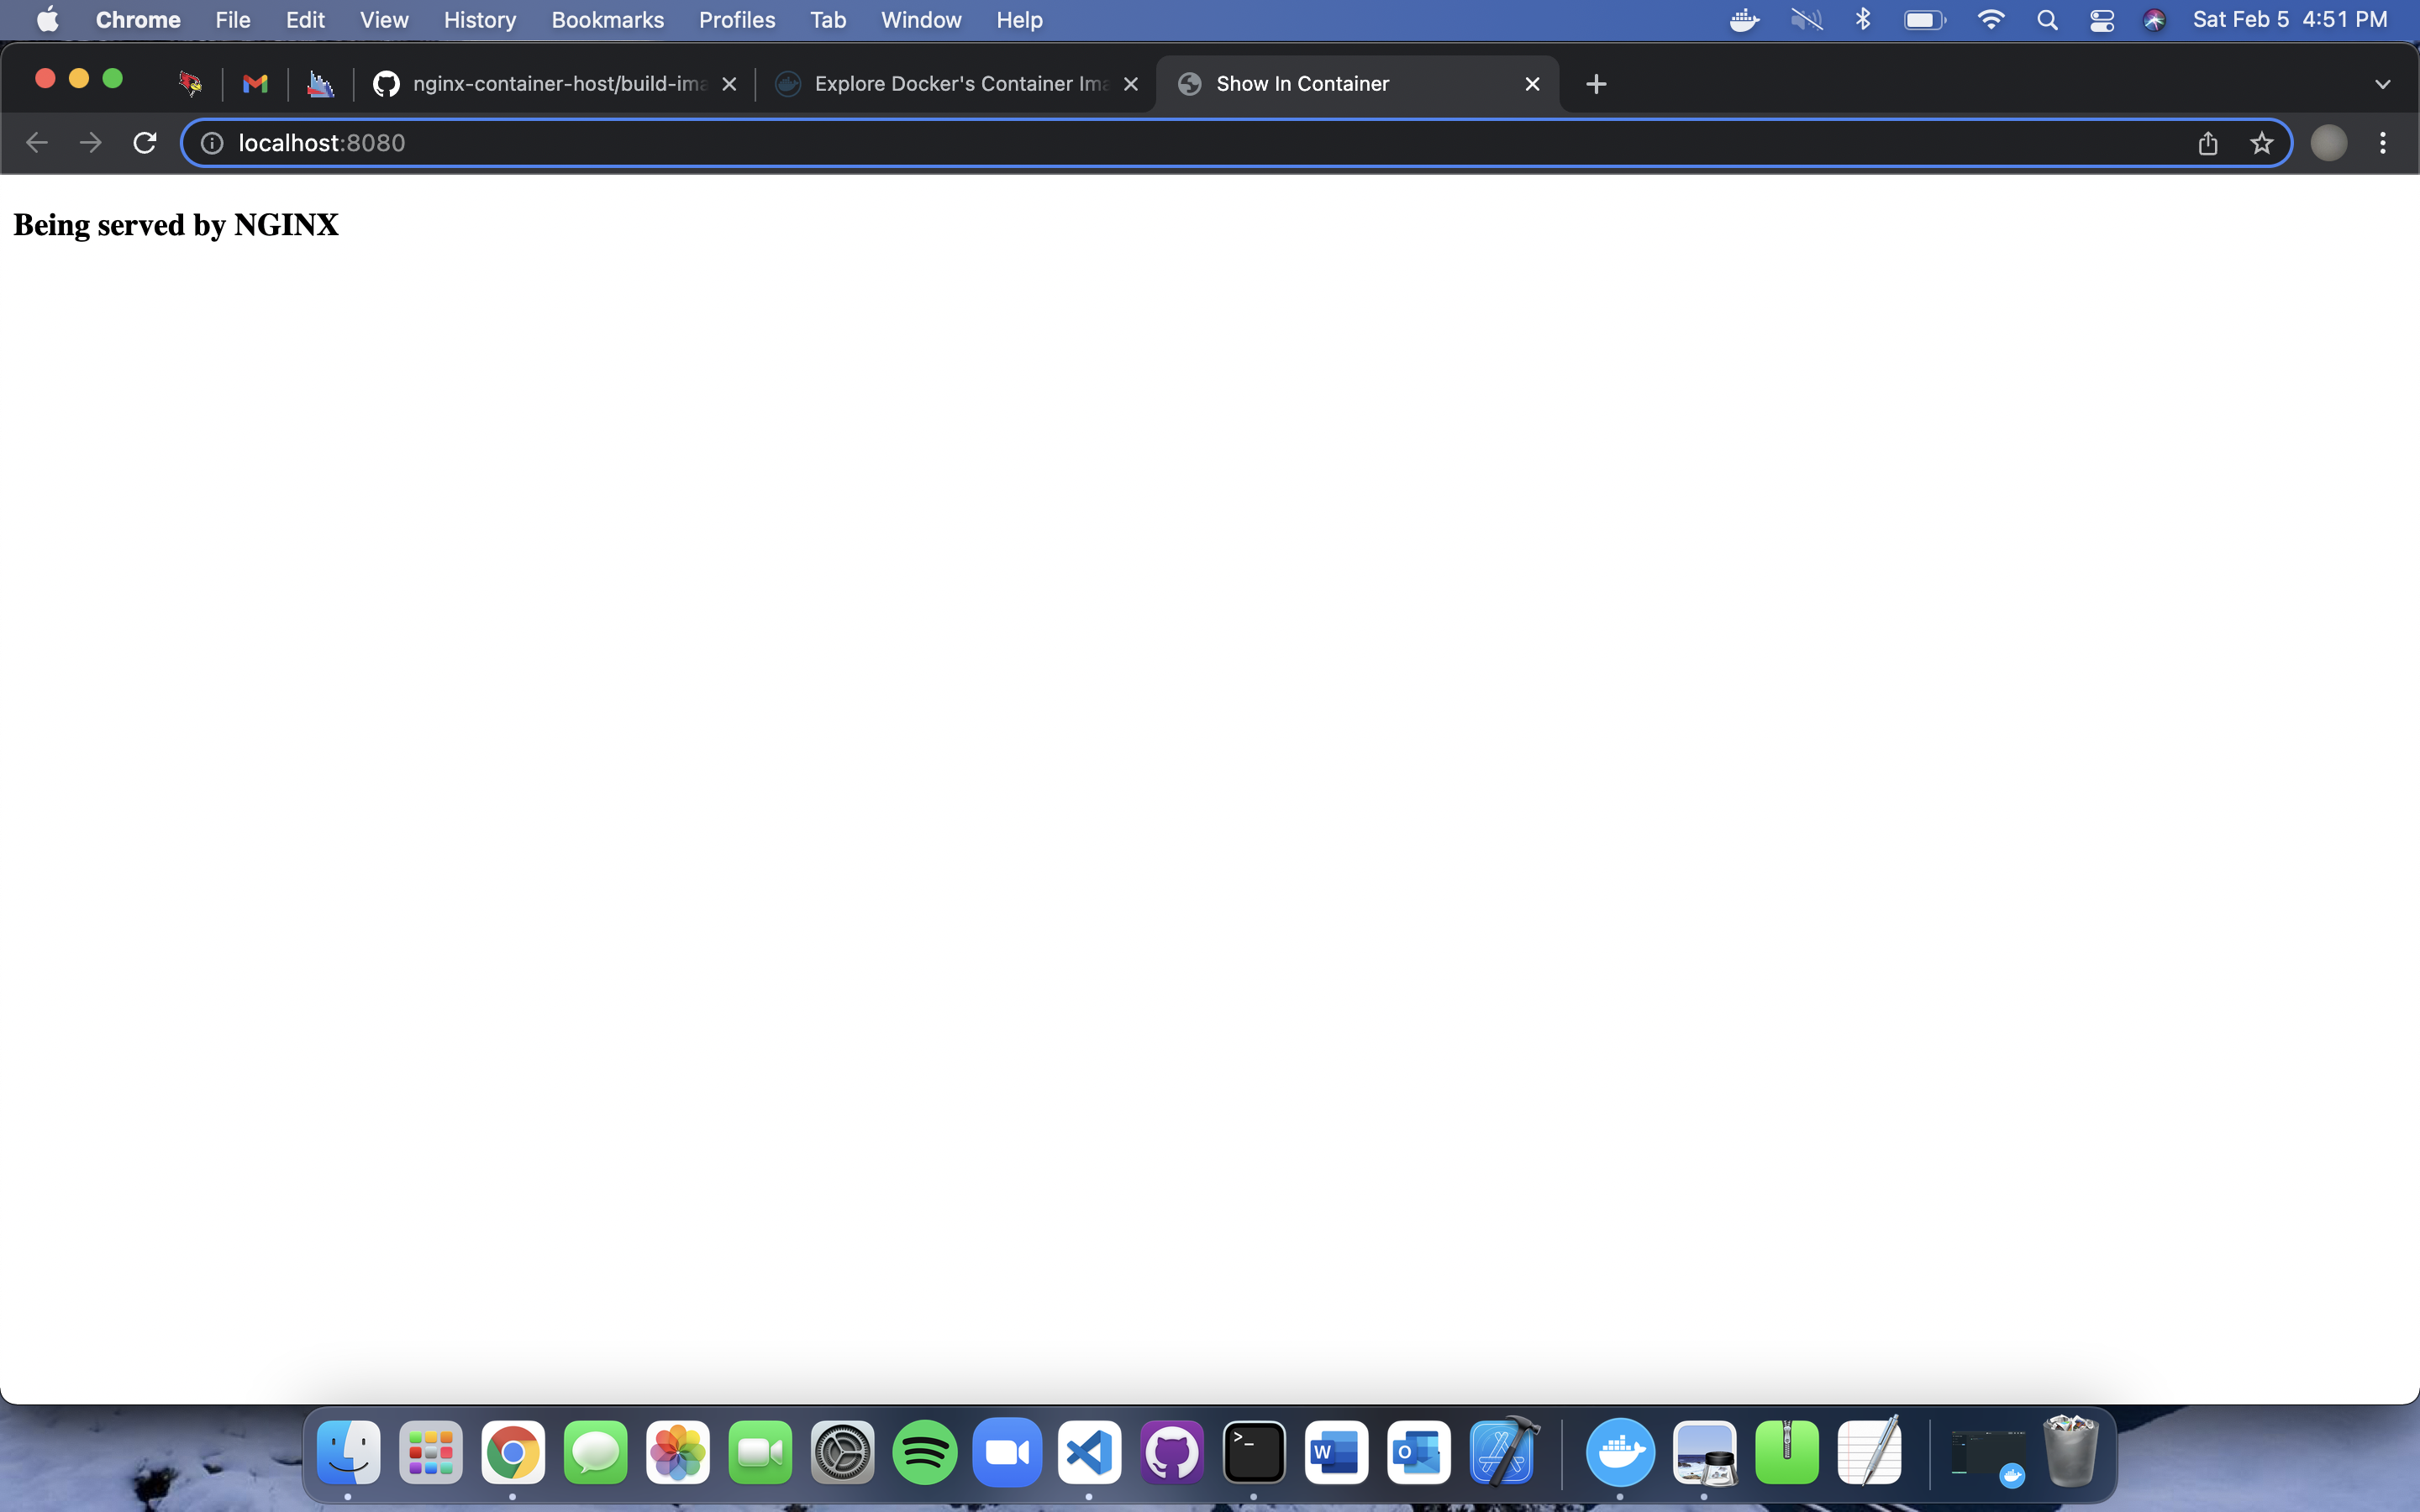 Chrome File Edit View History Bookmarks Profiles Tab Window Help Sat Feb 5 4:51 PM
nginx-container-host/build-ima Explore Docker's Container Ima Show In Container
localhost:8080
Being served by NGINX